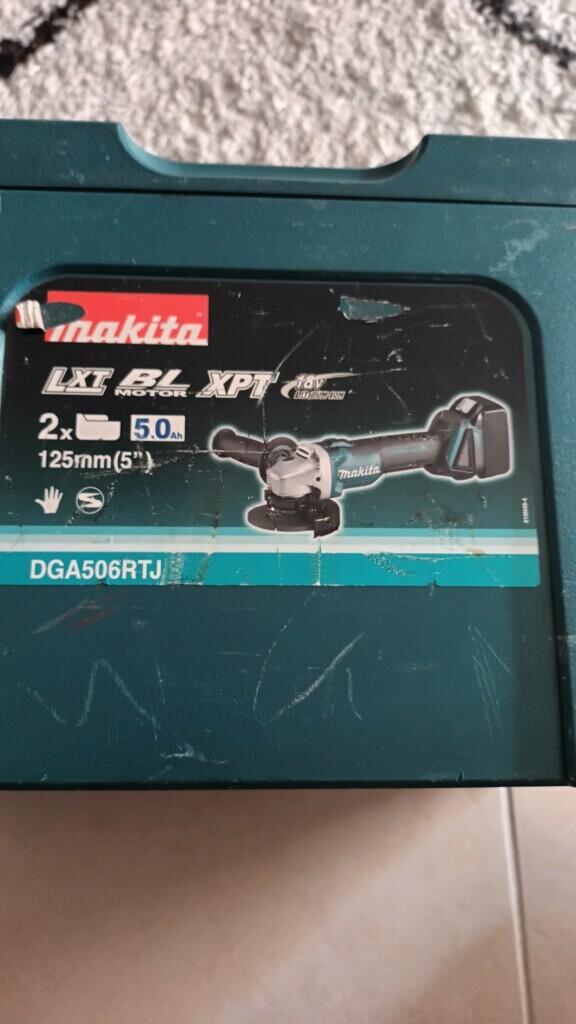 makita
LXT BL MOTOR XPT 18V LITHIUM ION
2x 5.0Ah
125mm(5")
makita
DGA506RTJ